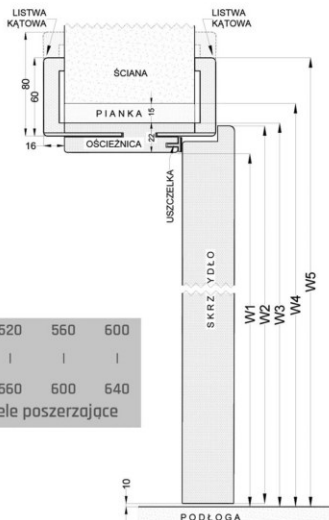 LISTWA
KĄTOWA
LISTWA
KĄTOWA
80
60
ŚCIANA
PIANKA
15
16
OŚCIEŻNICA
22
USZCZELKA
SKRZYDŁO
W1
W2
W3
W4
W5
520 560 600
| | |
560 600 640
ele poszerzające
10
PODŁOGA